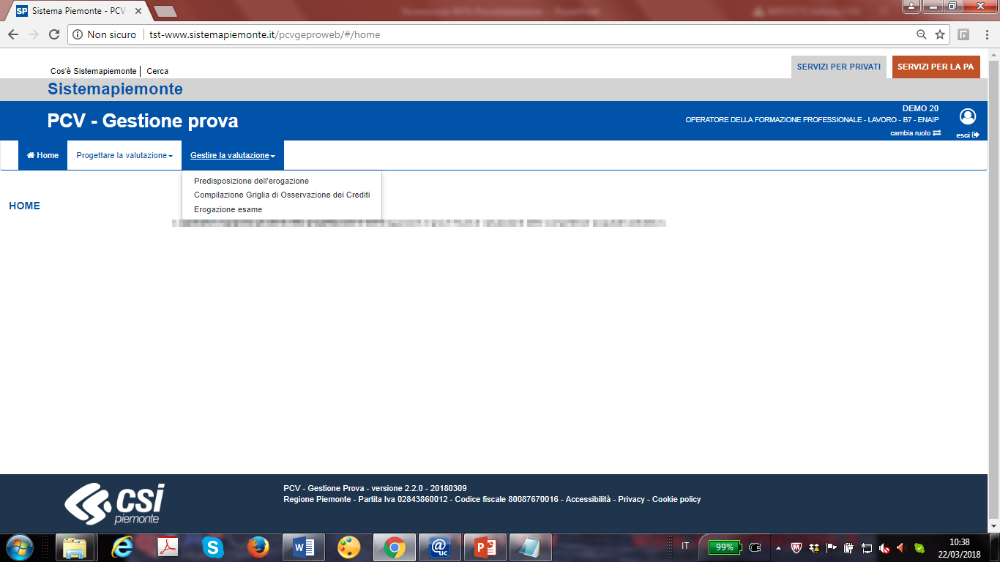 Sistema Piemonte - PCV
Non sicuro
tst-www.sistemapiemonte.it/pcvgeproweb/#/home
Cos'è Sistemapiemonte
Cerca
SERVIZI PER PRIVATI
SERVIZI PER LA PA
Sistemapiemonte
PCV - Gestione prova
DEMO 20
OPERATORE DELLA FORMAZIONE PROFESSIONALE - LAVORO - B7 - ENAIP
cambia ruolo
esci
Home
Progettare la valutazione
Gestire la valutazione
Predisposizione dell'erogazione
Compilazione Griglia di Osservazione dei Crediti
Erogazione esame
HOME
csi
piemonte
PCV - Gestione Prova - versione 2.2.0 - 20180309
Regione Piemonte - Partita Iva 02843860012 - Codice fiscale 80087670016 - Accessibilità - Privacy - Cookie policy
IT
99%
10:38
22/03/2018